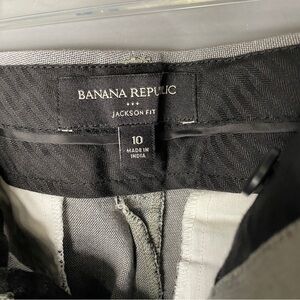 BANANA REPUBLIC
JACKSON FIT
10
MADE IN
INDIA